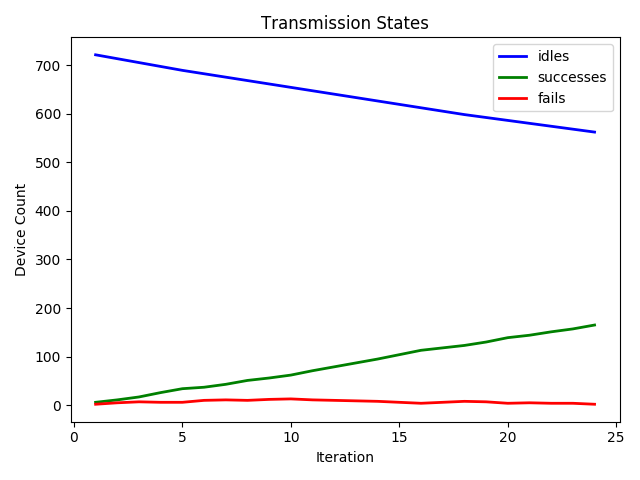 Transmission States
idles
successes
fails
Device Count
700
600
500
400
300
200
100
0
0 5 10 15 20 25
Iteration